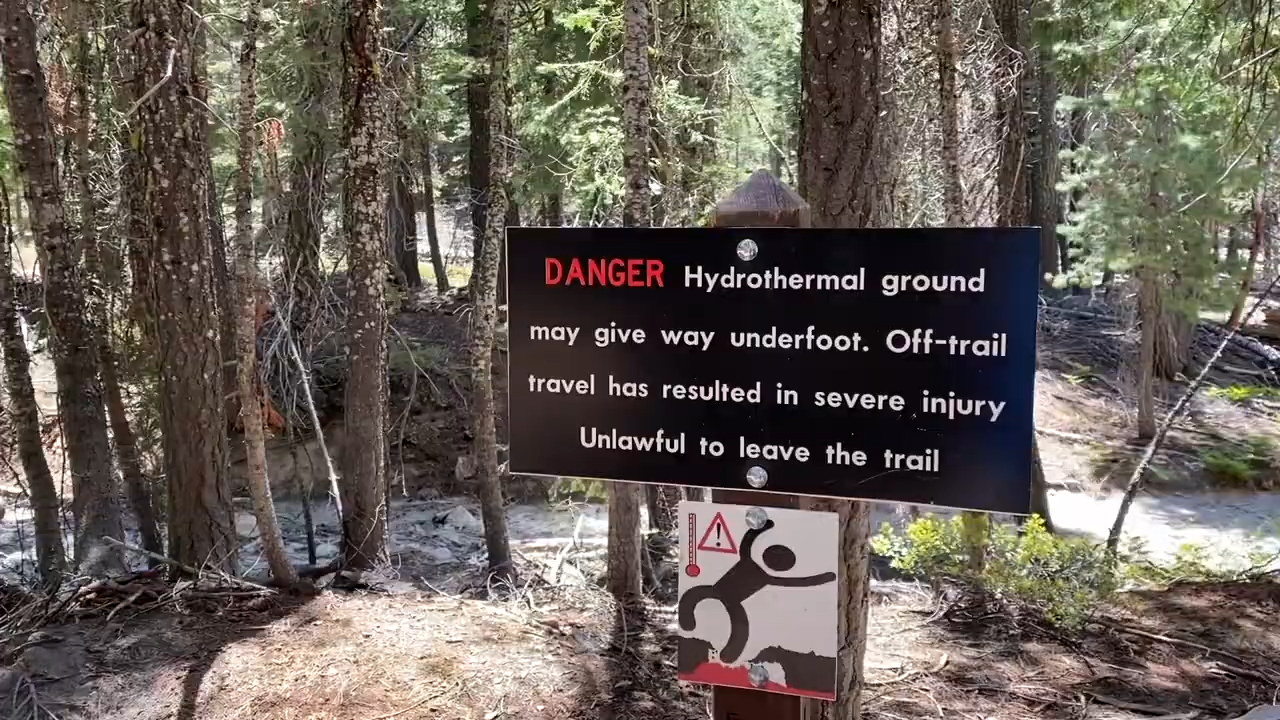 DANGER Hydrothermal ground
may give way underfoot. Off-trail
travel has resulted in severe injury
Unlawful to leave the trail